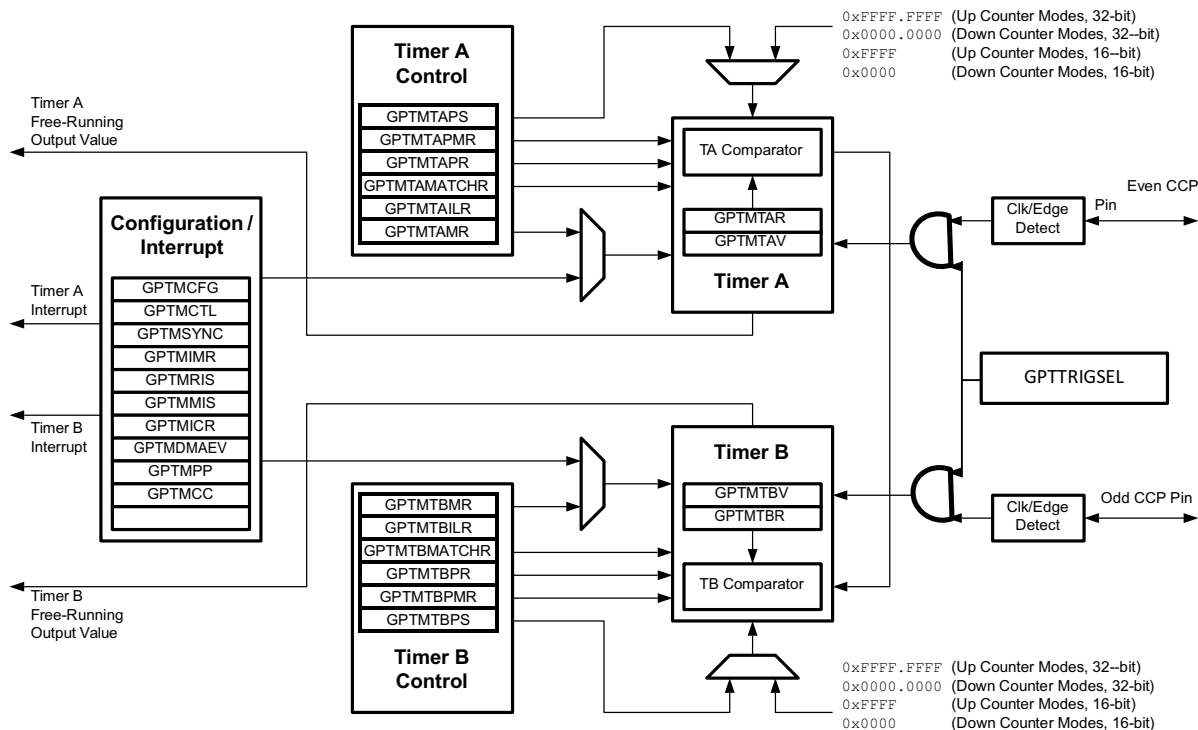 0xFFFF.FFFF (Up Counter Modes, 32-bit)
0x0000.0000 (Down Counter Modes, 32--bit)
0xFFFF (Up Counter Modes, 16--bit)
0x0000 (Down Counter Modes, 16-bit)
Timer A
Control
GPTMTAPS
GPTMTAPMR
GPTMTAPR
GPTMTAMATCHR
GPTMTAILR
GPTMTAMR
Timer A
Free-Running
Output Value
TA Comparator
GPTMTAR
GPTMTAV
Timer A
Clk/Edge
Detect
Even CCP
Pin
Configuration /
Interrupt
GPTMCFG
GPTMCTL
GPTMSYNC
GPTMIMR
GPTMRIS
GPTMMIS
GPTMICR
GPTMDMAEV
GPTMPP
GPTMCC
Timer A
Interrupt
Timer B
Interrupt
GPTTRIGSEL
Timer B
GPTMTBV
GPTMTBR
TB Comparator
Clk/Edge
Detect
Odd CCP Pin
GPTMTBMR
GPTMTBILR
GPTMTBMATCHR
GPTMTBPR
GPTMTBPMR
GPTMTBPS
Timer B
Control
Timer B
Free-Running
Output Value
0xFFFF.FFFF (Up Counter Modes, 32--bit)
0x0000.0000 (Down Counter Modes, 32-bit)
0xFFFF (Up Counter Modes, 16-bit)
0x0000 (Down Counter Modes, 16-bit)